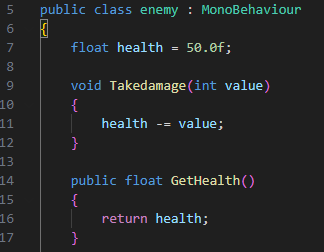 5 public class enemy : MonoBehaviour
6 {
7 float health = 50.0f;
8
9 void Takedamage(int value)
10 {
11 health -= value;
12 }
13
14 public float GetHealth()
15 {
16 return health;
17 }